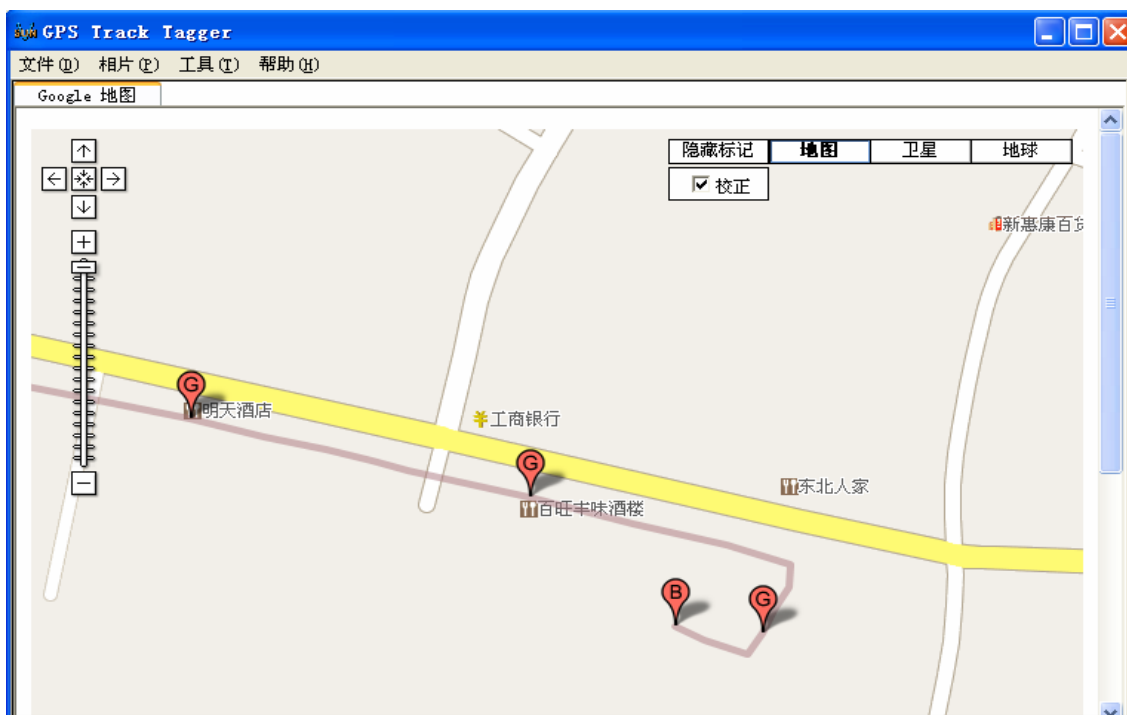 GPS Track Tagger
文件(D) 相片(P) 工具(T) 帮助(H)
Google 地图
隐藏标记 地图 卫星 地球
校正
新惠康百货
G
明天酒店
工商银行
G
东北人家
百旺丰味酒楼
B
G